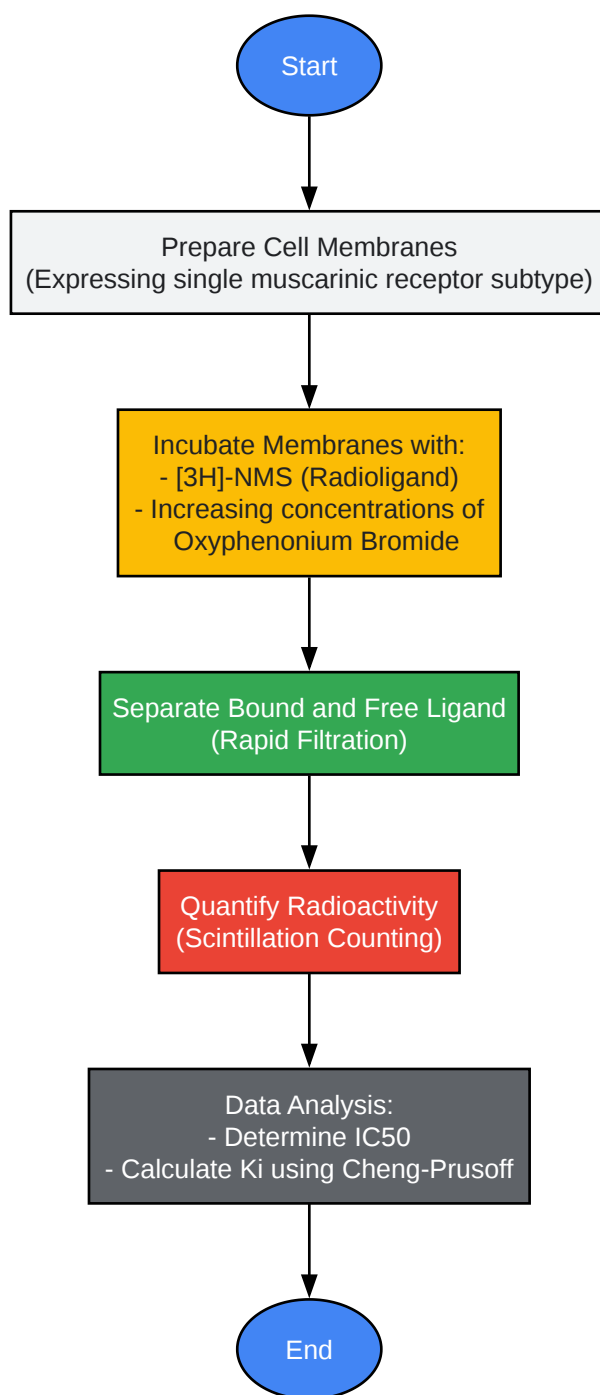 Start
Prepare Cell Membranes
(Expressing single muscarinic receptor subtype)
Incubate Membranes with:
- [3H]-NMS (Radioligand)
- Increasing concentrations of
Oxyphenonium Bromide
Separate Bound and Free Ligand
(Rapid Filtration)
Quantify Radioactivity
(Scintillation Counting)
Data Analysis:
- Determine IC50
- Calculate Ki using Cheng-Prusoff
End